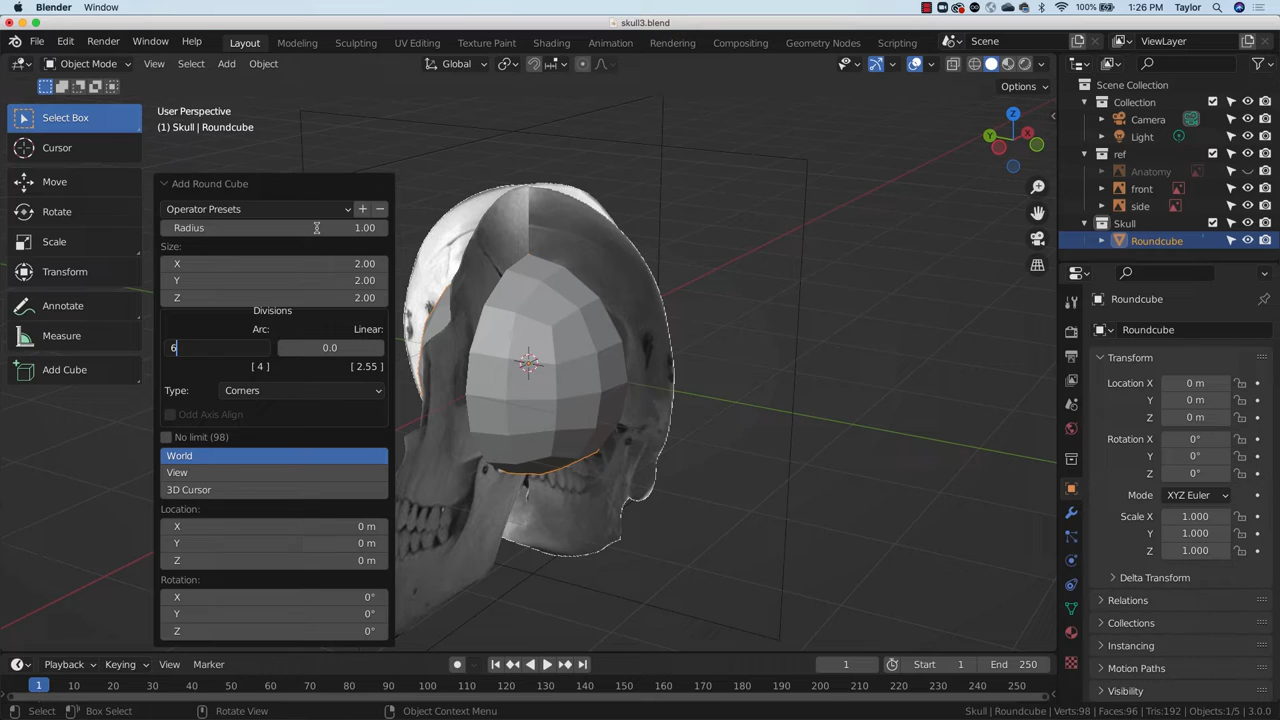 Blender Window 100% 1:26 PM Taylor
skull3.blend
File Edit Render Window Help Layout Modeling Sculpting UV Editing Texture Paint Shading Animation Rendering Compositing Geometry Nodes Scripting Scene ViewLayer
Object Mode View Select Add Object Global
Options
Select Box
Cursor
Move
Rotate
Scale
Transform
Annotate
Measure
Add Cube
User Perspective
(1) Skull | Roundcube
Add Round Cube
Operator Presets
Radius 1.00
Size:
X 2.00
Y 2.00
Z 2.00
Divisions
Arc: Linear:
6 0.0
[ 4 ] [ 2.55 ]
Type: Corners
Odd Axis Align
No limit (98)
World
View
3D Cursor
Location:
X 0 m
Y 0 m
Z 0 m
Rotation:
X 0°
Y 0°
Z 0°
Z
Y
X
Scene Collection
Collection
Camera
Light
ref
Anatomy
front
side
Skull
Roundcube
Roundcube
Roundcube
Transform
Location X 0 m
Y 0 m
Z 0 m
Rotation X 0°
Y 0°
Z 0°
Mode XYZ Euler
Scale X 1.000
Y 1.000
Z 1.000
Delta Transform
Relations
Collections
Instancing
Motion Paths
Visibility
Playback Keying View Marker 1 Start 1 End 250
1 10 20 30 40 50 60 70 80 90 100 110 120 130 140 150 160 170 180 190 200 210 220 230 240 250
Select Box Select Rotate View Object Context Menu Skull | Roundcube Verts:98 | Faces:96 | Tris:192 | Objects:1/5 | 3.0.0